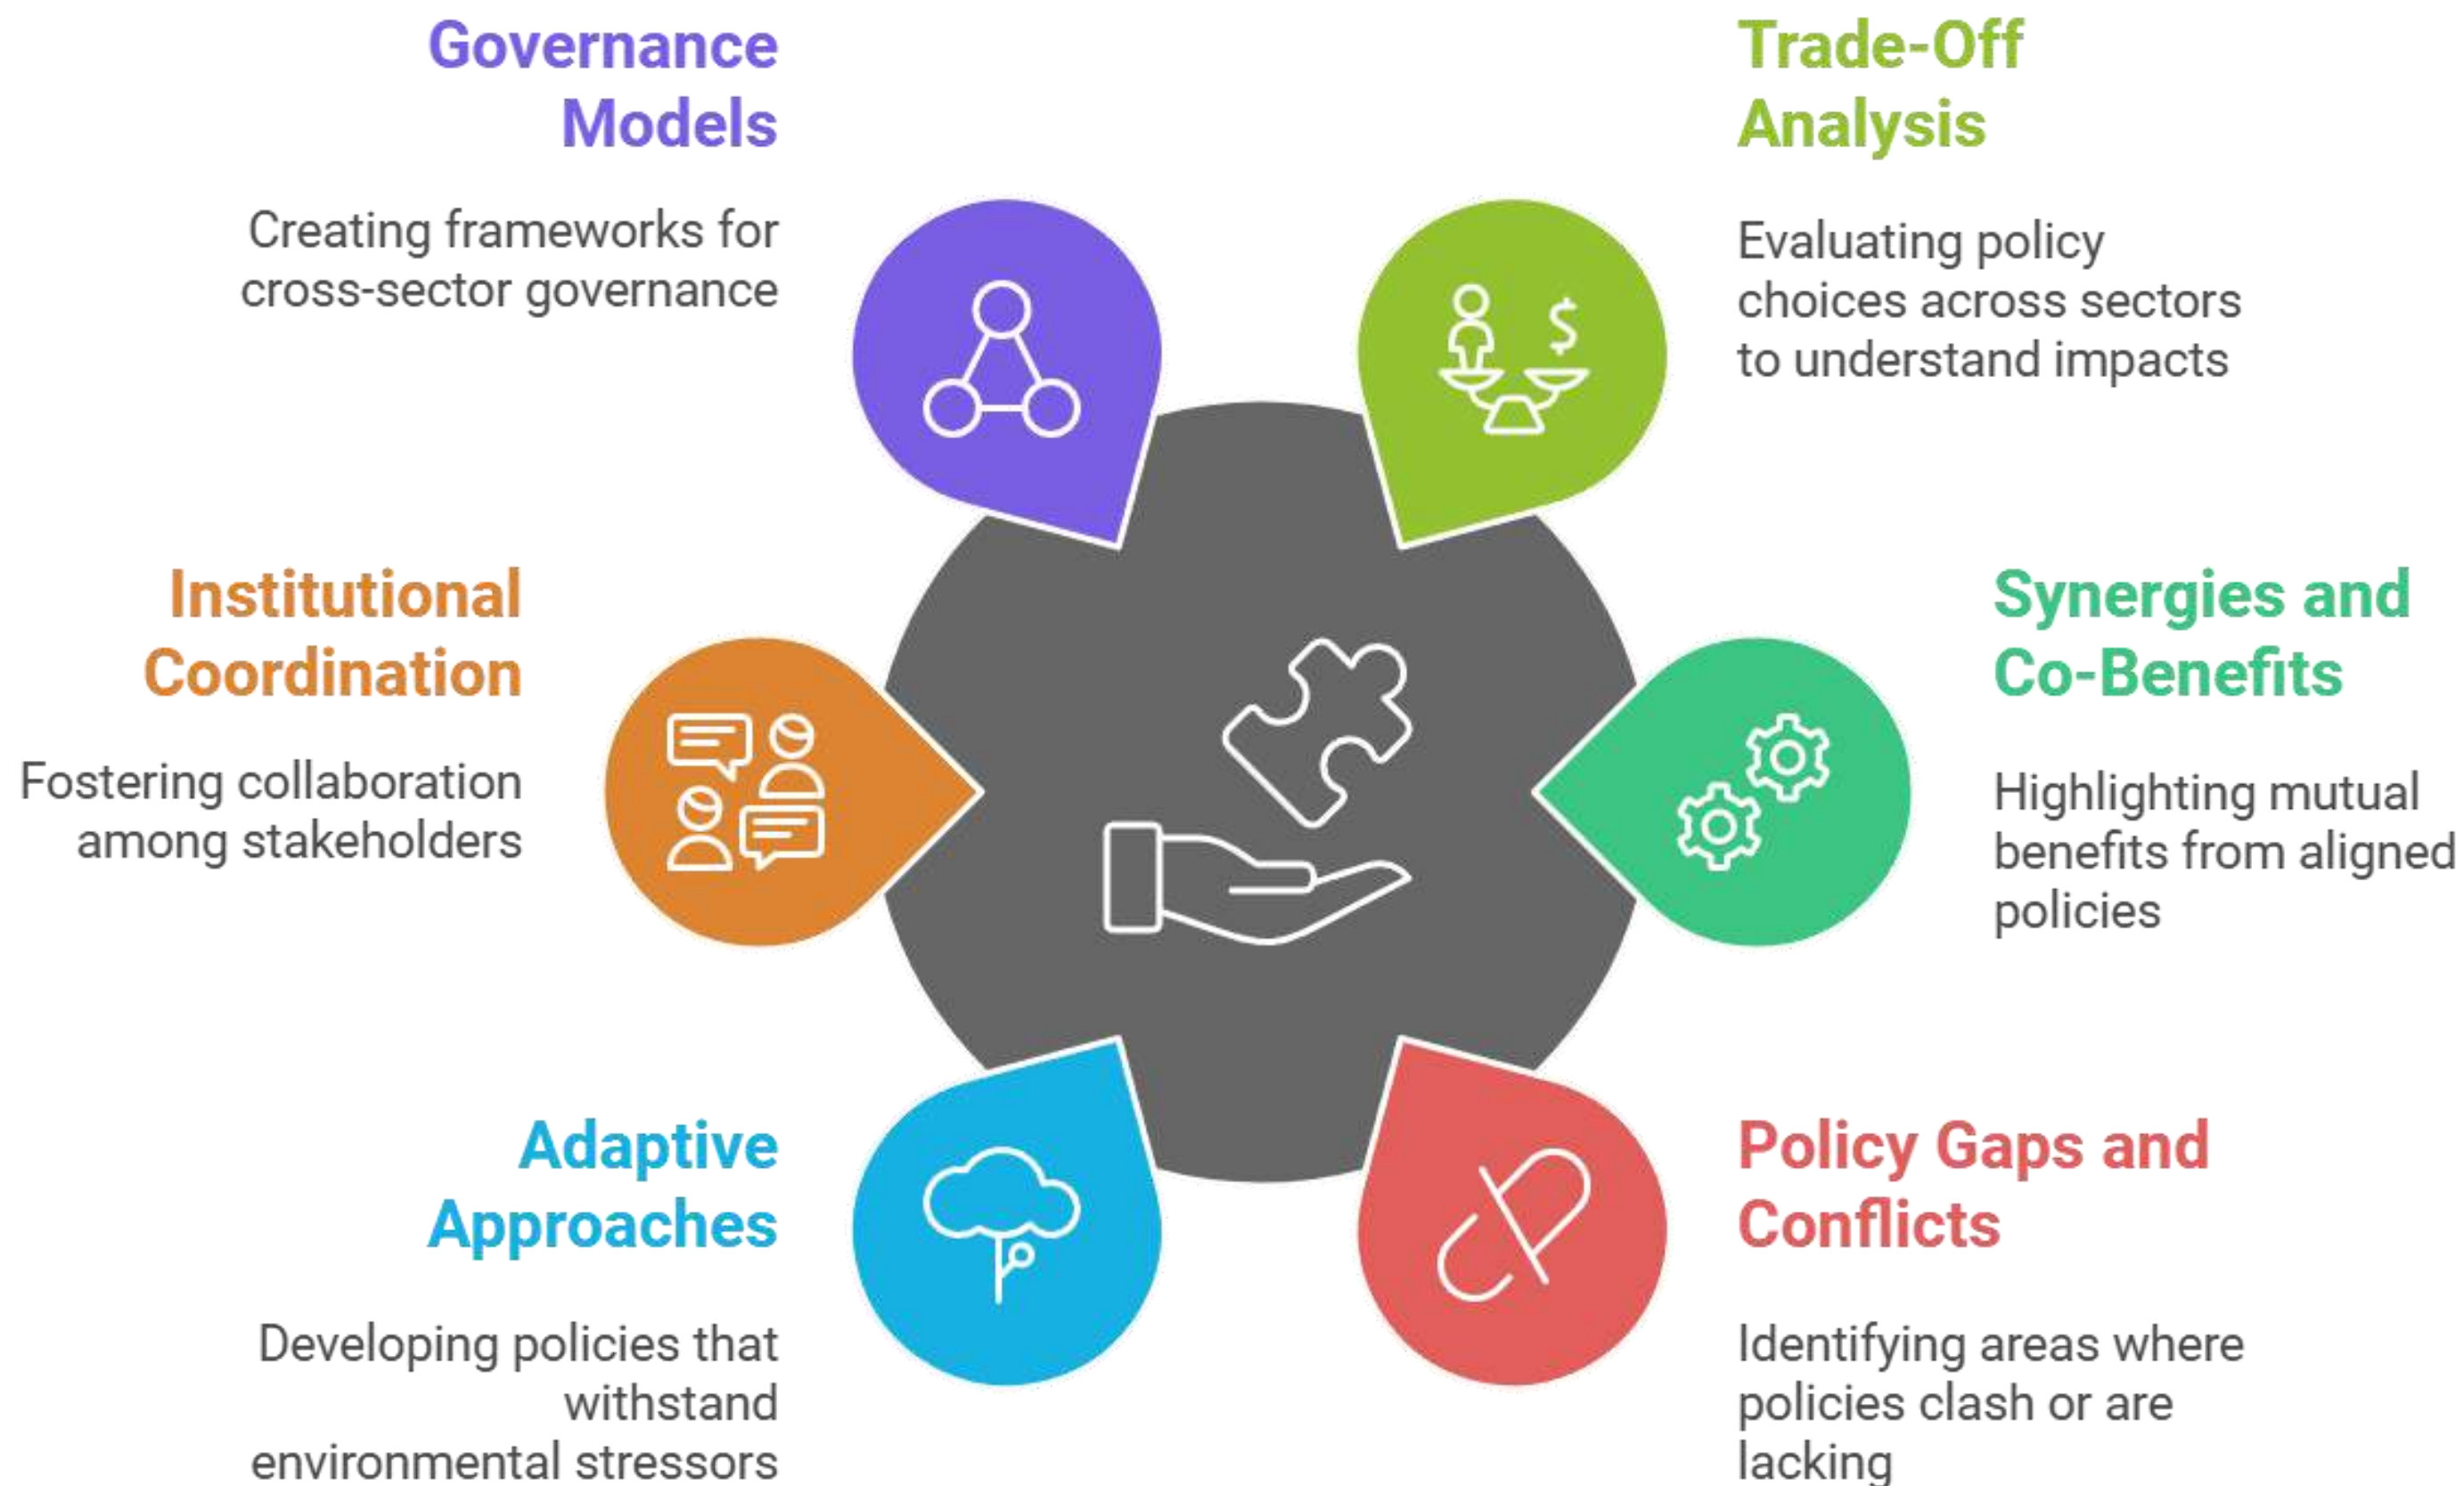 Governance
Models
Creating frameworks for
cross-sector governance
Trade-Off
Analysis
Evaluating policy
choices across sectors
to understand impacts
$
Institutional
Coordination
Fostering collaboration
among stakeholders
Synergies and
Co-Benefits
Highlighting mutual
benefits from aligned
policies
Adaptive
Approaches
Developing policies that
withstand
environmental stressors
Policy Gaps and
Conflicts
Identifying areas where
policies clash or are
lacking